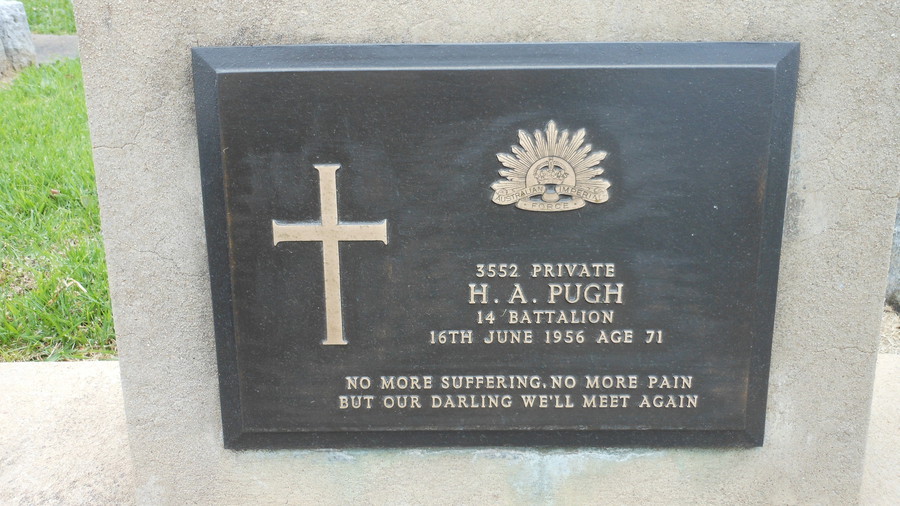 AUSTRALIAN IMPERIAL
FORCE
3552 PRIVATE
H. A. PUGH
14 BATTALION
16TH JUNE 1956 AGE 71
NO MORE SUFFERING, NO MORE PAIN
BUT OUR DARLING WE'LL MEET AGAIN